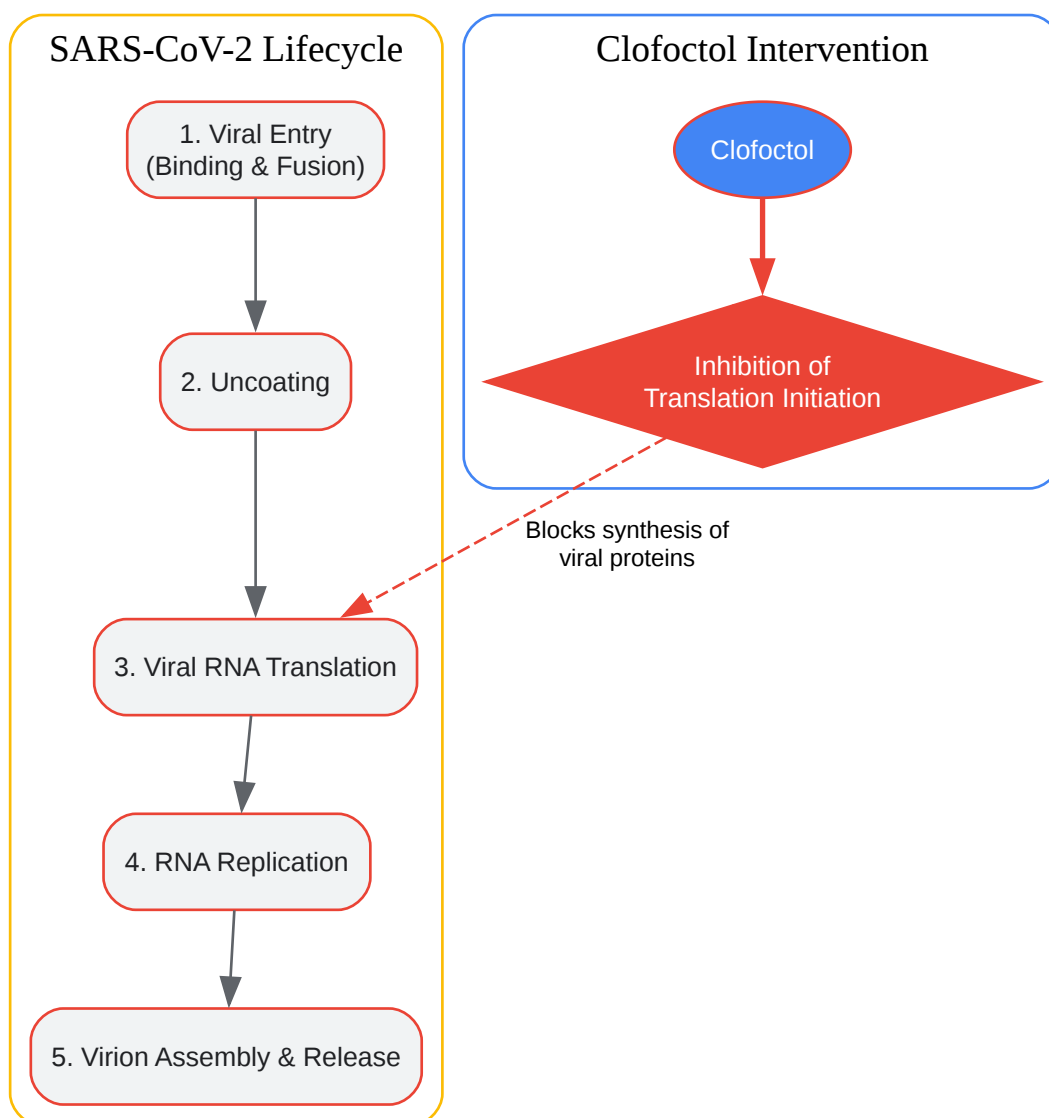 SARS-CoV-2 Lifecycle
1. Viral Entry
(Binding & Fusion)
2. Uncoating
3. Viral RNA Translation
4. RNA Replication
5. Virion Assembly & Release
Clofoctol Intervention
Clofoctol
Inhibition of
Translation Initiation
Blocks synthesis of
viral proteins